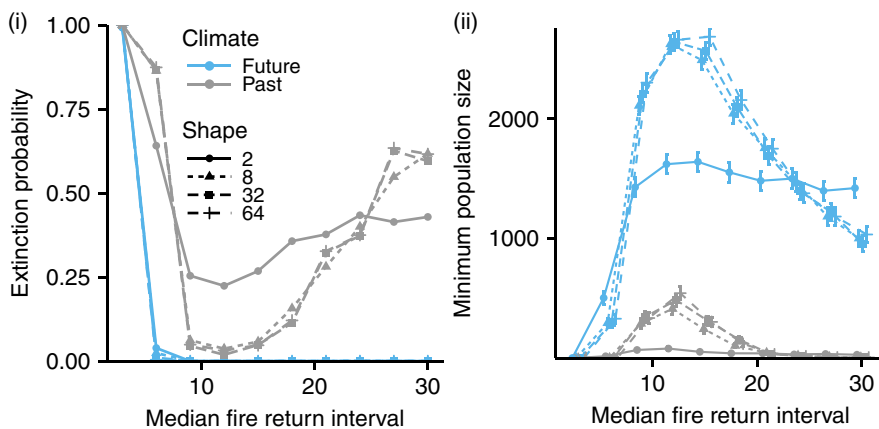 (i)
1.00
0.75
0.50
0.25
0.00
Extinction probability
Climate
Future
Past
Shape
2
8
32
64
10
20
30
Median fire return interval
(ii)
2000
1000
Minimum population size
10
20
30
Median fire return interval